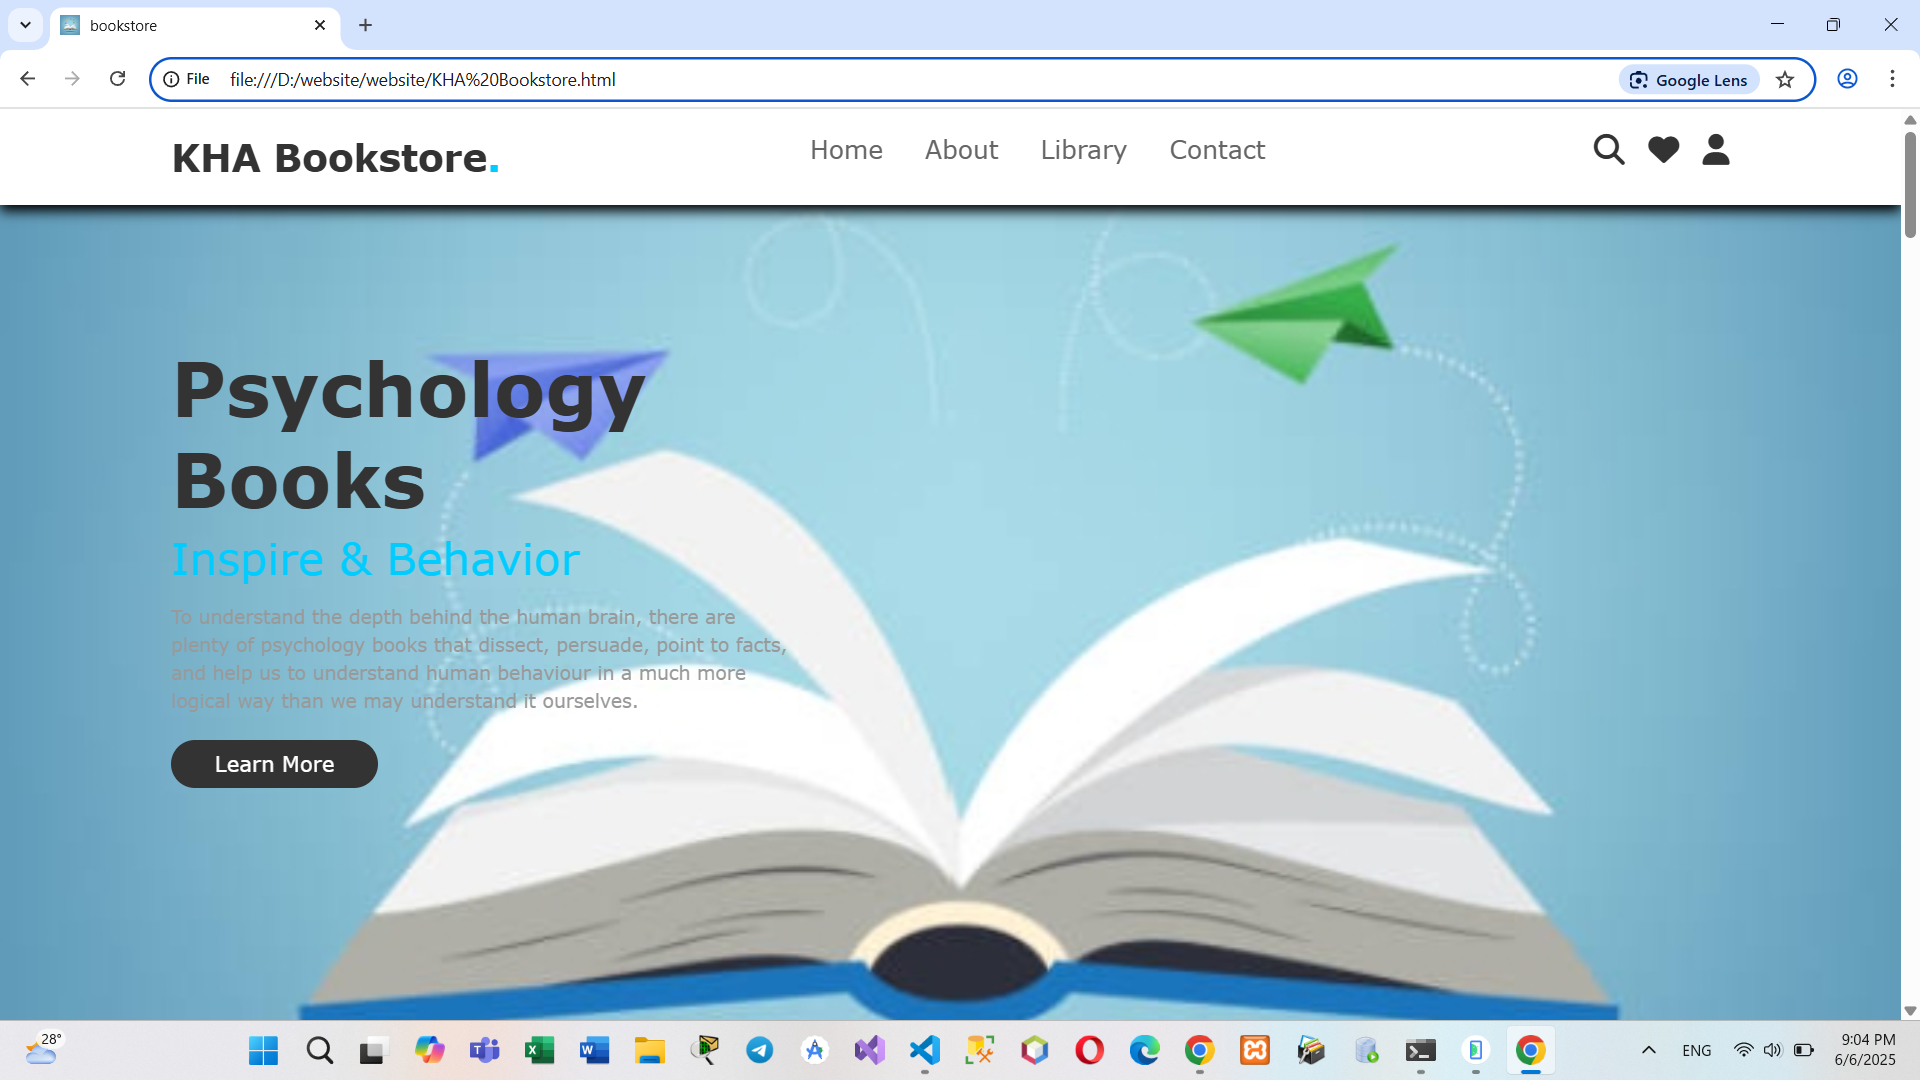 bookstore
File
file:///D:/website/website/KHA%20Bookstore.html
Google Lens
KHA Bookstore.
Home
About
Library
Contact
Psychology
Books
Inspire & Behavior
To understand the depth behind the human brain, there are
plenty of psychology books that dissect, persuade, point to facts,
and help us to understand human behaviour in a much more
logical way than we may understand it ourselves.
Learn More
28°
ENG
9:04 PM
6/6/2025